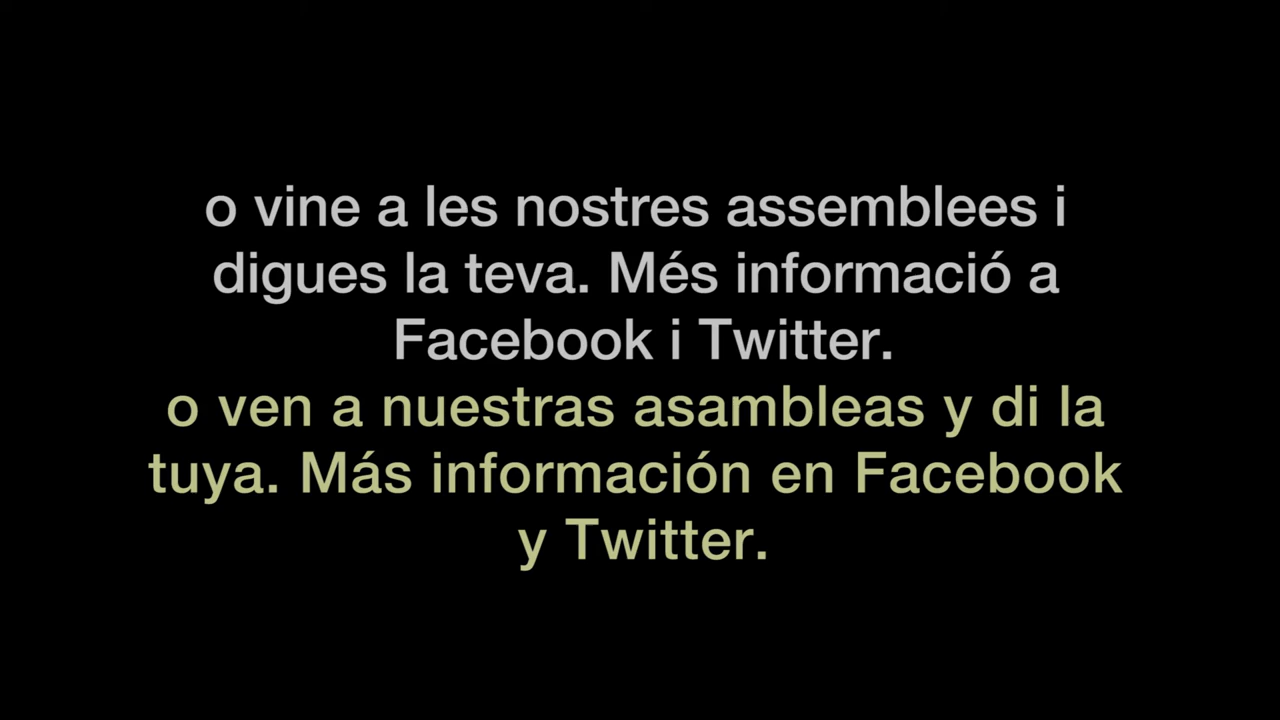 o vine a les nostres assemblees i
digues la teva. Més informació a
Facebook i Twitter.
o ven a nuestras asambleas y di la
tuya. Más información en Facebook
y Twitter.